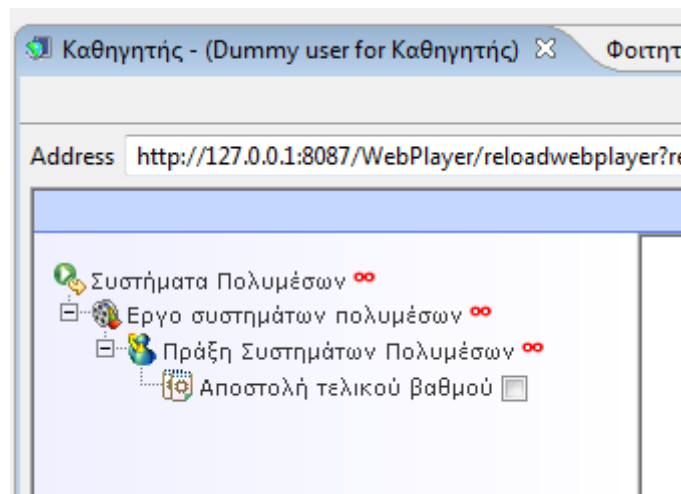 Καθηγητής - (Dummy user for Καθηγητής) Φοιτητ
Address http://127.0.0.1:8087/WebPlayer/reloadwebplayer?re
Συστήματα Πολυμέσων
Εργο συστημάτων πολυμέσων
Πράξη Συστημάτων Πολυμέσων
Αποστολή τελικού βαθμού